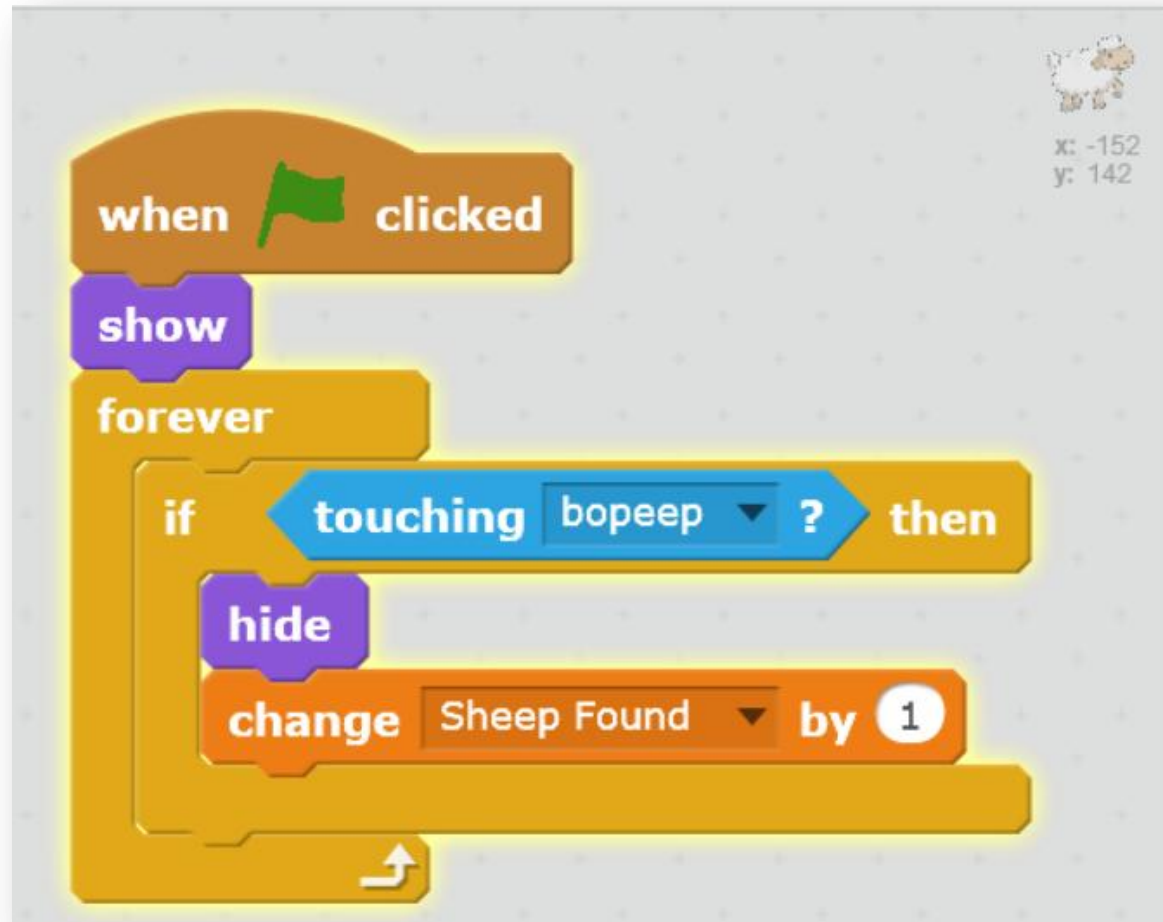 x: -152
y: 142
when clicked
show
forever
if touching bopeep ? then
hide
change Sheep Found by 1